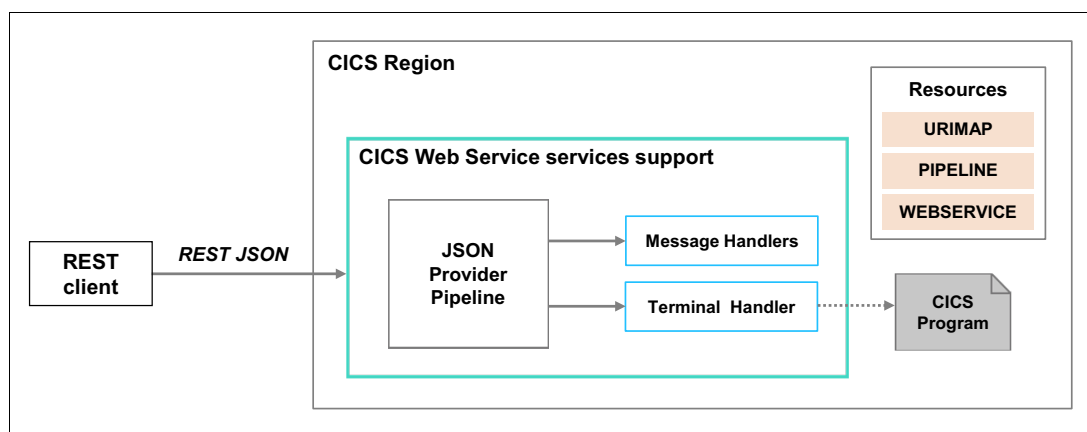 CICS Region
Resources
URIMAP
PIPELINE
WEBSERVICE
CICS Web Service services support
JSON
Provider
Pipeline
Message Handlers
Terminal Handler
REST
client
REST JSON
CICS
Program